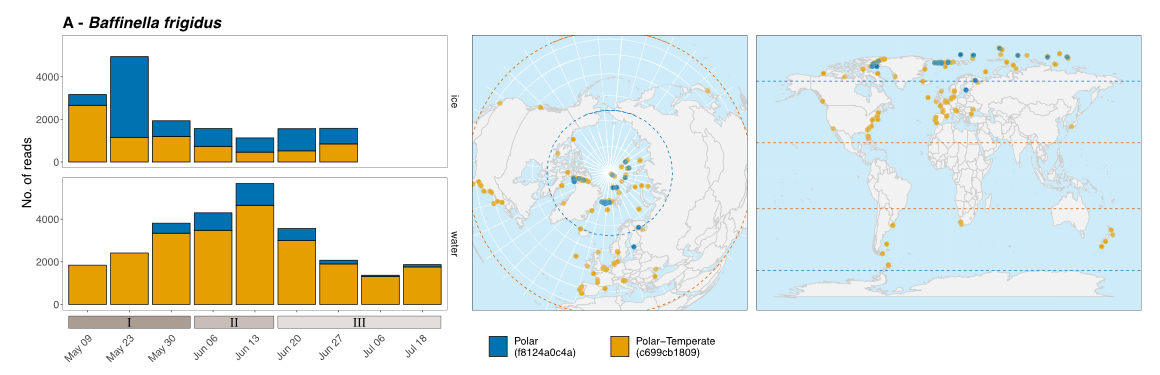 A - Baffinella frigidus
No. of reads
4000
2000
0
ice
4000
2000
0
water
I
II
III
May 09
May 23
May 30
Jun 06
Jun 13
Jun 20
Jun 27
Jul 06
Jul 18
Polar
(f8124a0c4a)
Polar−Temperate
(c699cb1809)